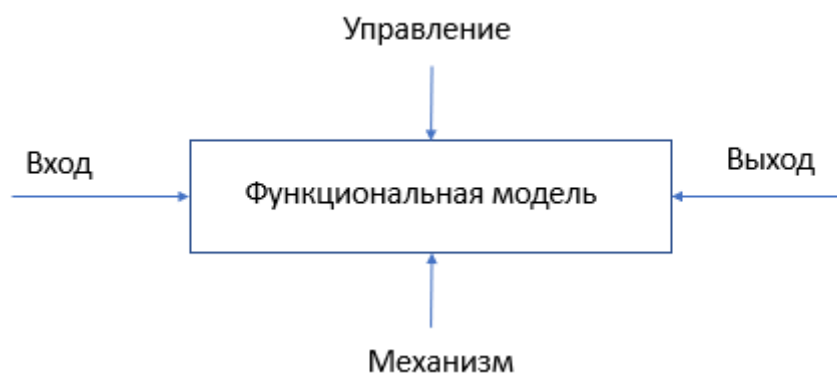 Управление
Вход
Функциональная модель
Выход
Механизм